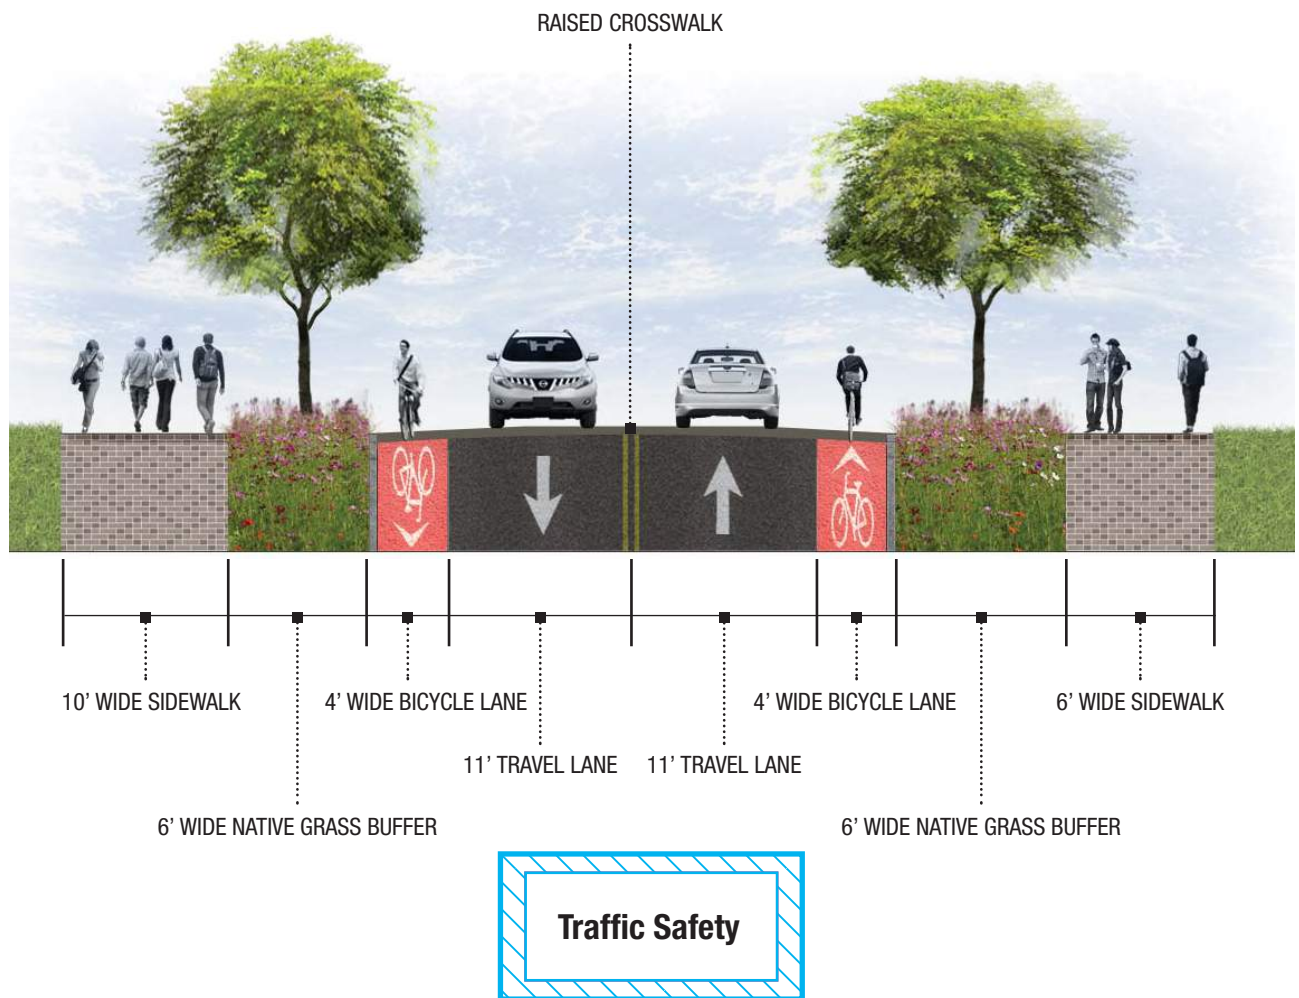 RAISED CROSSWALK
10’ WIDE SIDEWALK
4’ WIDE BICYCLE LANE
4’ WIDE BICYCLE LANE
6’ WIDE SIDEWALK
11’ TRAVEL LANE
11’ TRAVEL LANE
6’ WIDE NATIVE GRASS BUFFER
6’ WIDE NATIVE GRASS BUFFER
Traffic Safety